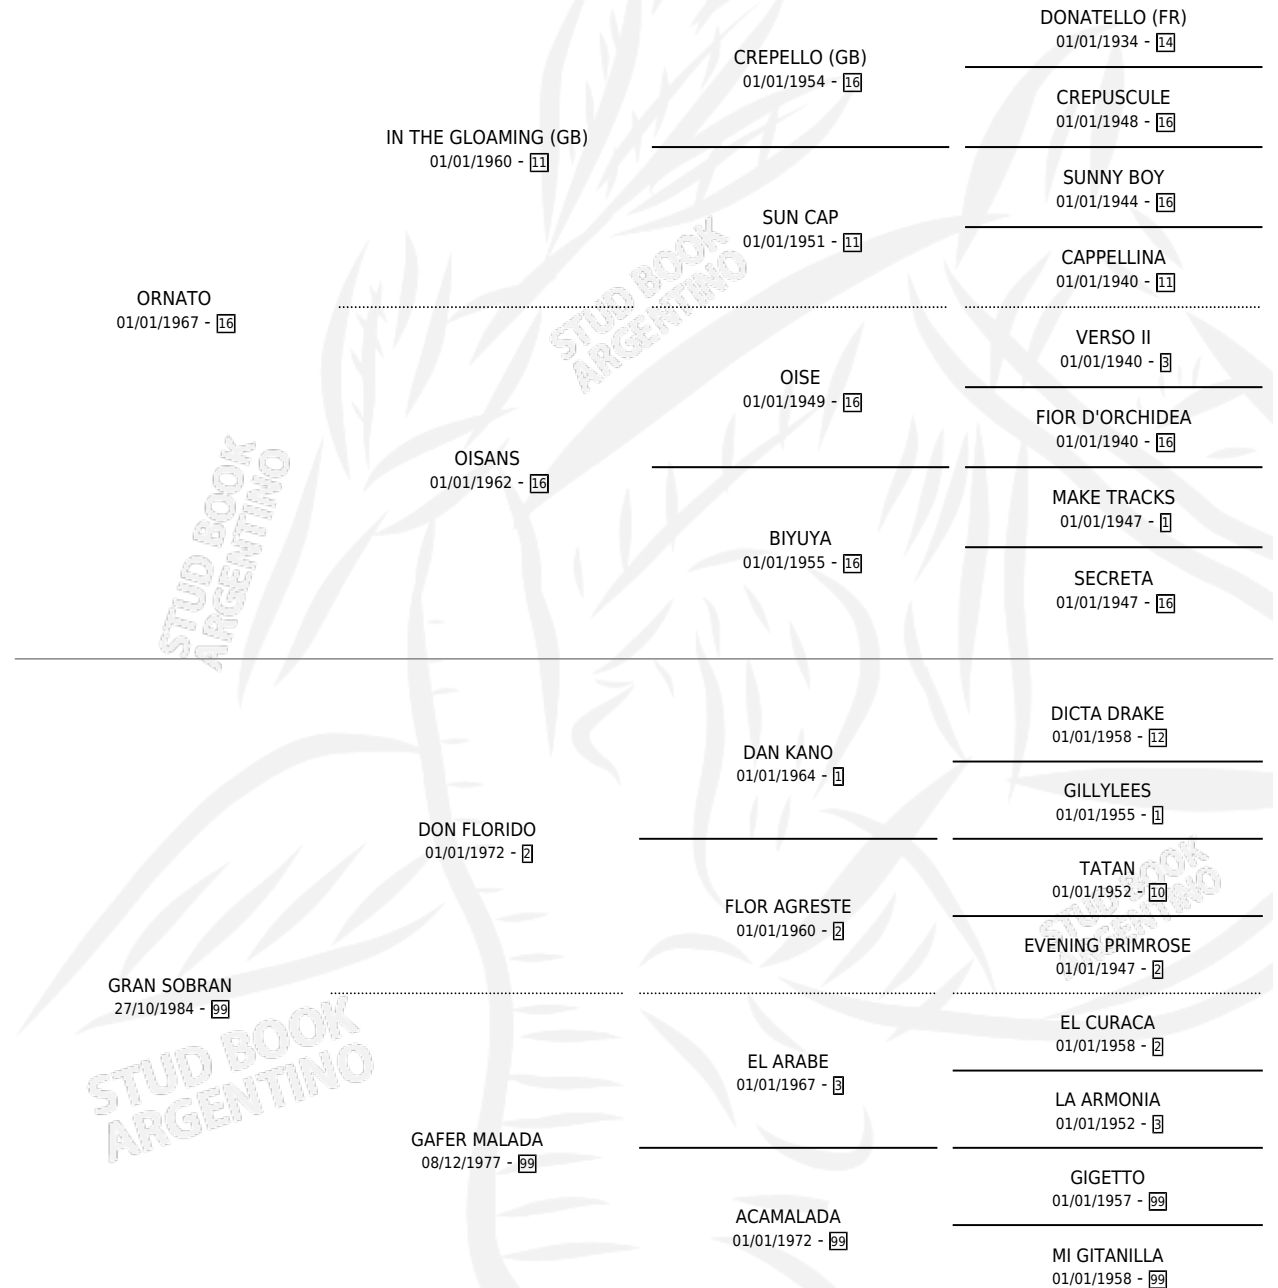 DONATELLO (FR)
01/01/1934 - 14
CREPELLO (GB)
01/01/1954 - 16
CREPUSCULE
01/01/1948 - 16
IN THE GLOAMING (GB)
01/01/1960 - 11
SUNNY BOY
01/01/1944 - 16
SUN CAP
01/01/1951 - 11
CAPPELLINA
01/01/1940 - 11
ORNATO
01/01/1967 - 16
VERSO II
01/01/1940 - 3
OISE
01/01/1949 - 16
FIOR D'ORCHIDEA
01/01/1940 - 16
OISANS
01/01/1962 - 16
MAKE TRACKS
01/01/1947 - 1
BIYUYA
01/01/1955 - 16
SECRETA
01/01/1947 - 16
DICTA DRAKE
01/01/1958 - 12
DAN KANO
01/01/1964 - 1
GILLYLEES
01/01/1955 - 1
DON FLORIDO
01/01/1972 - 2
TATAN
01/01/1952 - 10
FLOR AGRESTE
01/01/1960 - 2
EVENING PRIMROSE
01/01/1947 - 2
GRAN SOBRAN
27/10/1984 - 99
EL CURACA
01/01/1958 - 2
EL ARABE
01/01/1967 - 3
LA ARMONIA
01/01/1952 - 3
GAFER MALADA
08/12/1977 - 99
GIGETTO
01/01/1957 - 99
ACAMALADA
01/01/1972 - 99
MI GITANILLA
01/01/1958 - 99
STUD BOOK
ARGENTINO
STUD BOOK
ARGENTINO
STUD BOOK
ARGENTINO
STUD BOOK
ARGENTINO